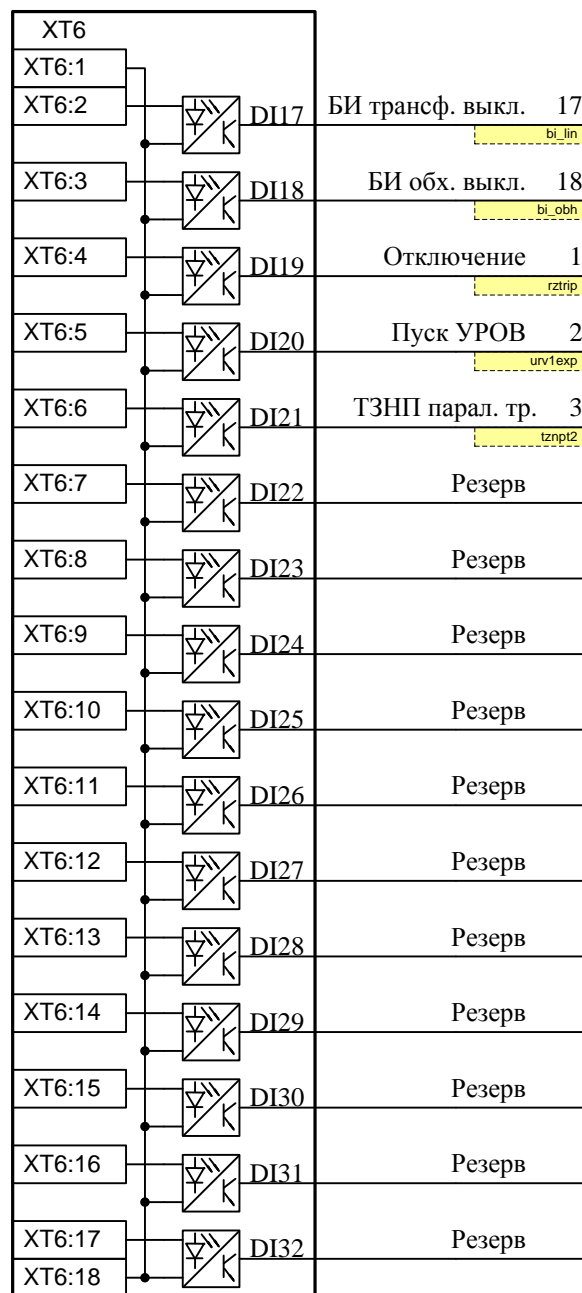 XT6
XT6:1
XT6:2 DI17 БИ трансф. выкл. 17
bi_lin
XT6:3 DI18 БИ обх. выкл. 18
bi_obh
XT6:4 DI19 Отключение 1
rztrip
XT6:5 DI20 Пуск УРОВ 2
urv1exp
XT6:6 DI21 ТЗНП парал. тр. 3
tznpt2
XT6:7 DI22 Резерв
XT6:8 DI23 Резерв
XT6:9 DI24 Резерв
XT6:10 DI25 Резерв
XT6:11 DI26 Резерв
XT6:12 DI27 Резерв
XT6:13 DI28 Резерв
XT6:14 DI29 Резерв
XT6:15 DI30 Резерв
XT6:16 DI31 Резерв
XT6:17 DI32 Резерв
XT6:18